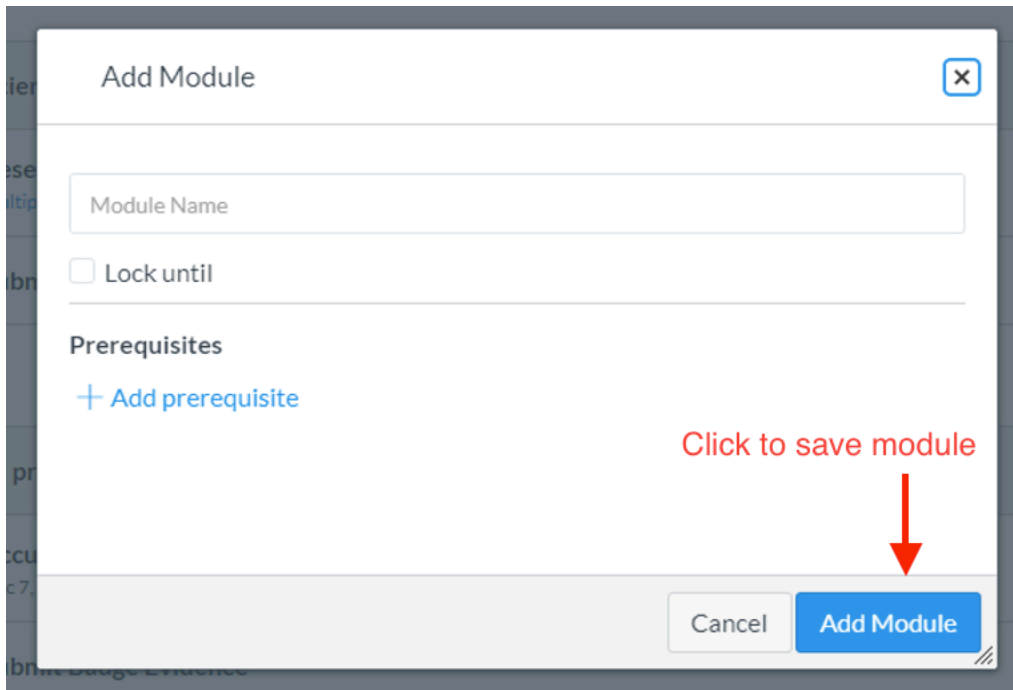 Add Module
Module Name
Lock until
Prerequisites
Add prerequisite
Click to save module
Cancel
Add Module